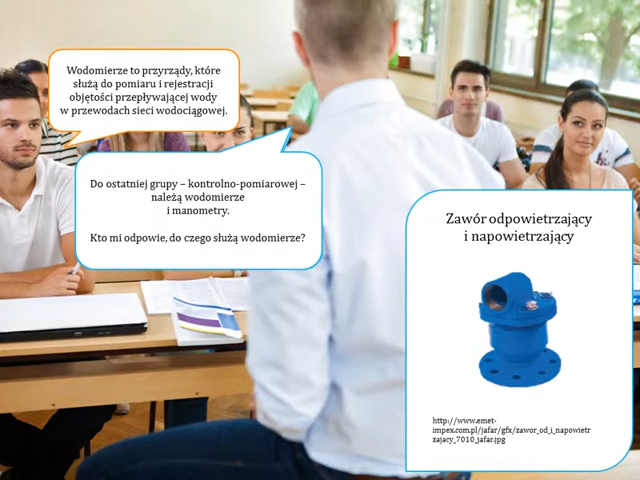 Wodomierze to przyrządy, które
służą do pomiaru i rejestracji
objętości przepływającej wody
w przewodach sieci wodociągowej.
Do ostatniej grupy – kontrolno-pomiarowej –
należą wodomierze
i manometry.
Kto mi odpowie, do czego służą wodomierze?
Zawór odpowietrzający
i napowietrzający
http://www.emet-
impex.com.pl/jafar/gfx/zawor_od_i_napowietr
zajacy_7010_jafar.jpg